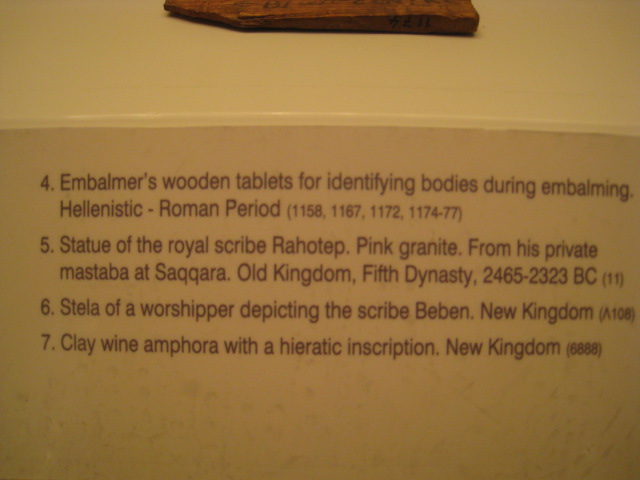 4. Embalmer's wooden tablets for identifying bodies during embalming.
Hellenistic - Roman Period (1158, 1167, 1172, 1174-77)
5. Statue of the royal scribe Rahotep. Pink granite. From his private
mastaba at Saqqara. Old Kingdom, Fifth Dynasty, 2465-2323 BC (11)
6. Stela of a worshipper depicting the scribe Beben. New Kingdom (Λ108)
7. Clay wine amphora with a hieratic inscription. New Kingdom (6888)